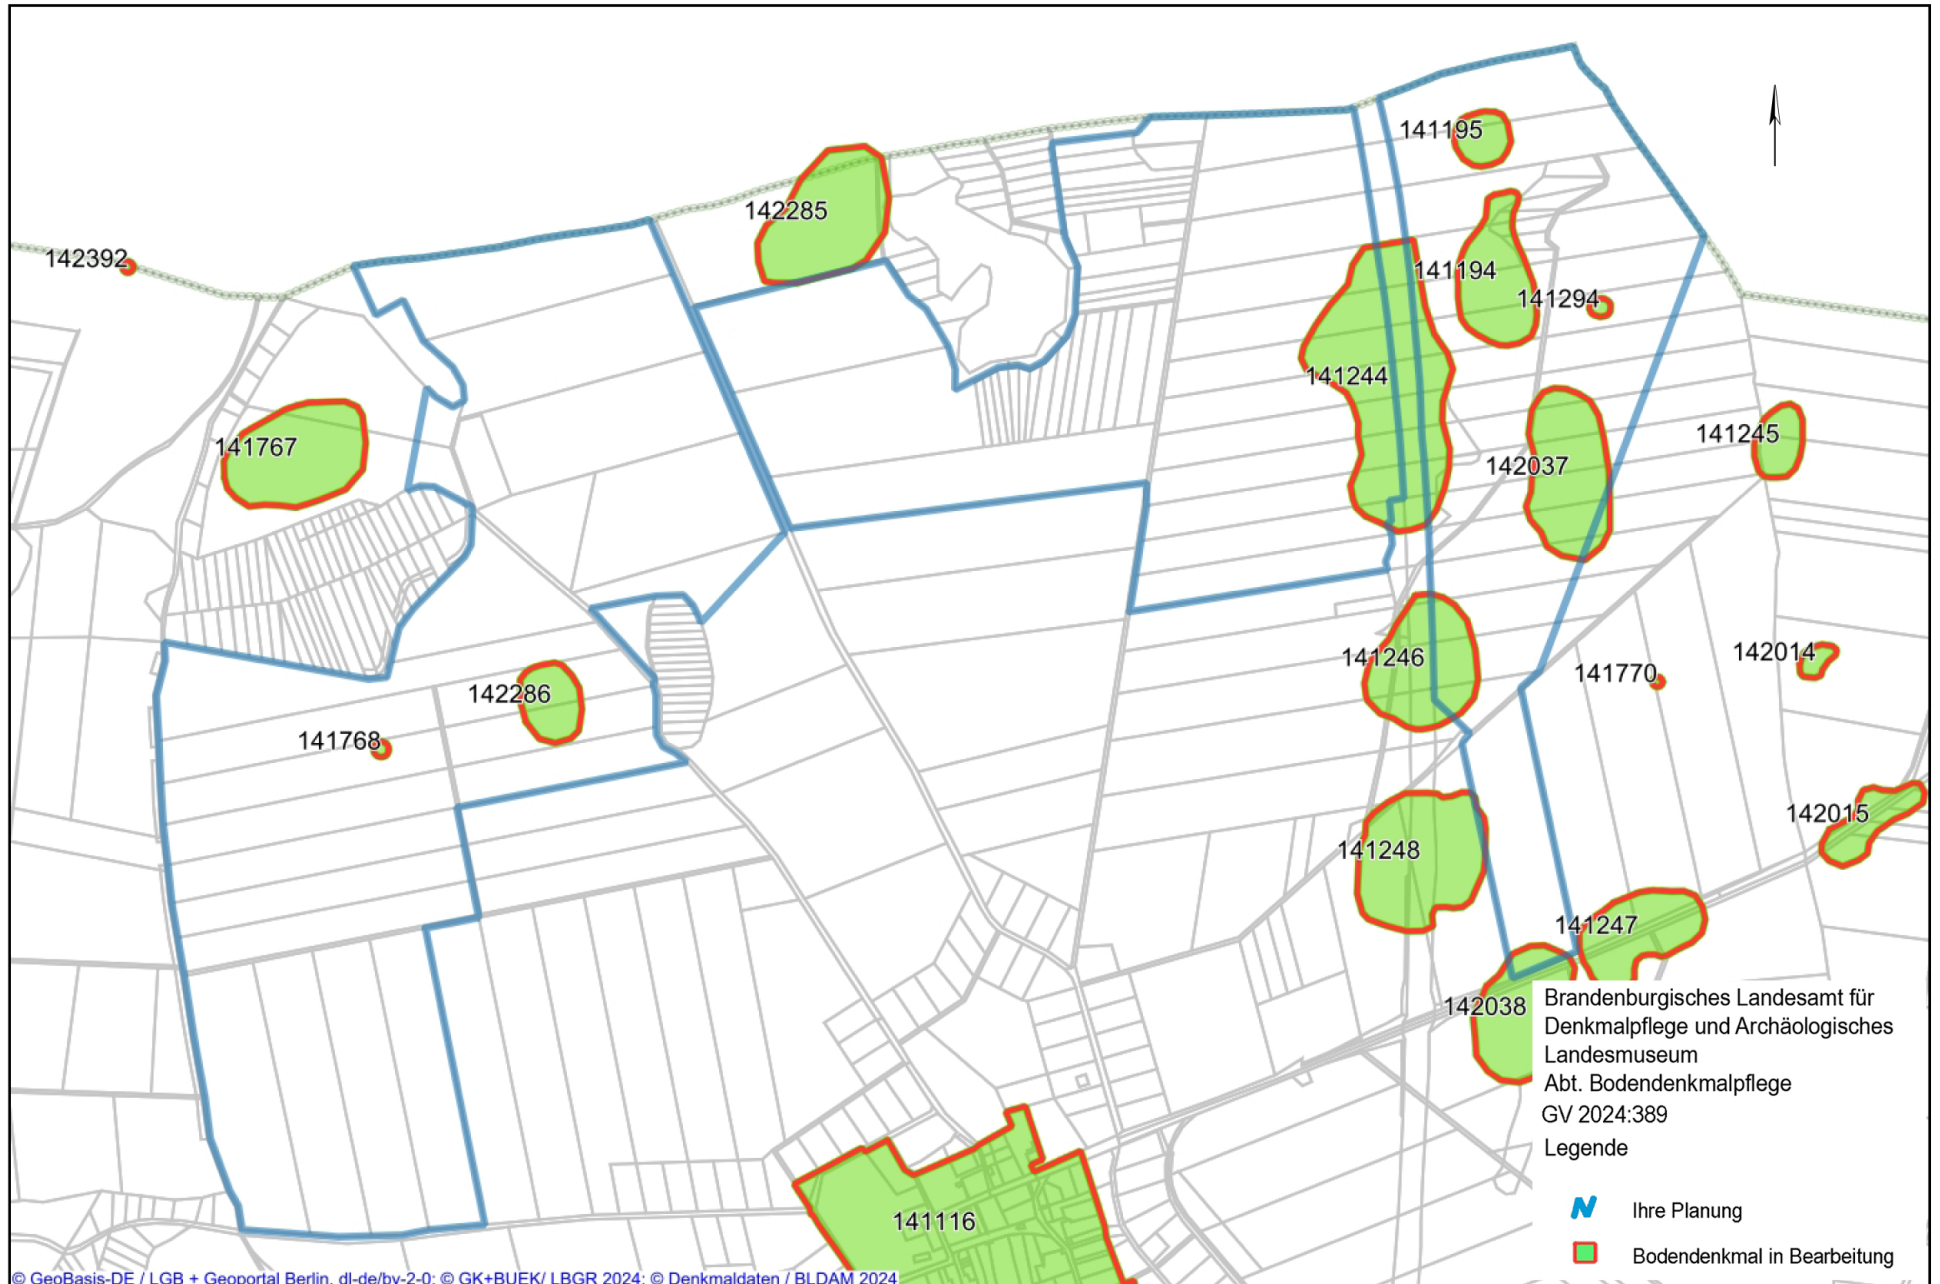 141195
142285
142392
141194
141294
141244
141245
141767
142037
142014
141246
141770
142286
141768
142015
141248
141247
142038
Brandenburgisches Landesamt für
Denkmalpflege und Archäologisches
Landesmuseum
Abt. Bodendenkmalpflege
GV 2024:389
Legende
141116
Ihre Planung
Bodendenkmal in Bearbeitung
© GeoBasis-DE / LGB + Geoportal Berlin, dl-de/by-2-0; © GK+BUEK/ LBGR 2024; © Denkmaldaten / BLDAM 2024